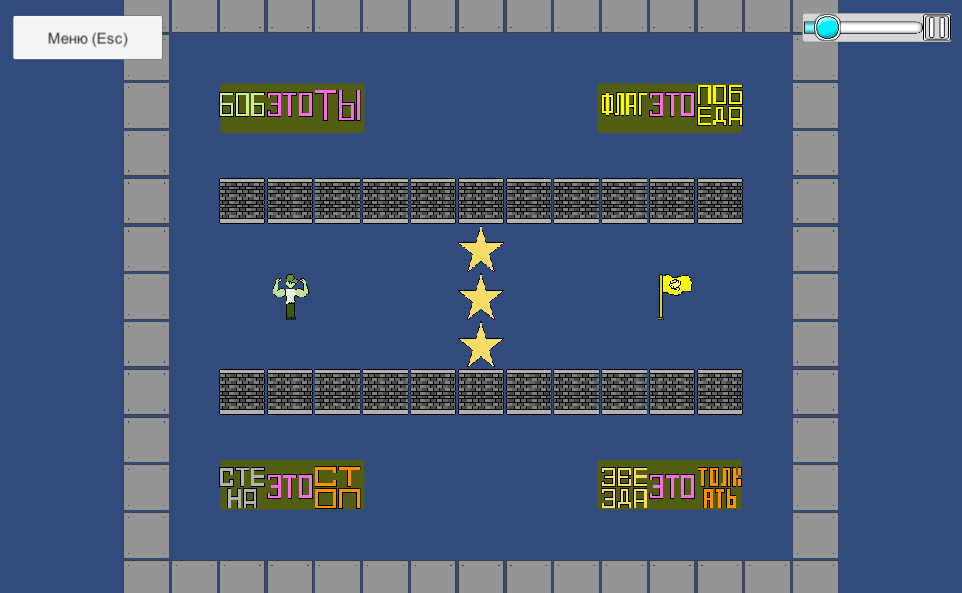 Меню (Esc)
БОБ ЭТО ТЫ
ФЛАГ ЭТО ПОБЕДА
СТЕНА ЭТО СТОП
ЗВЕЗДА ЭТО ТОЛКАТЬ